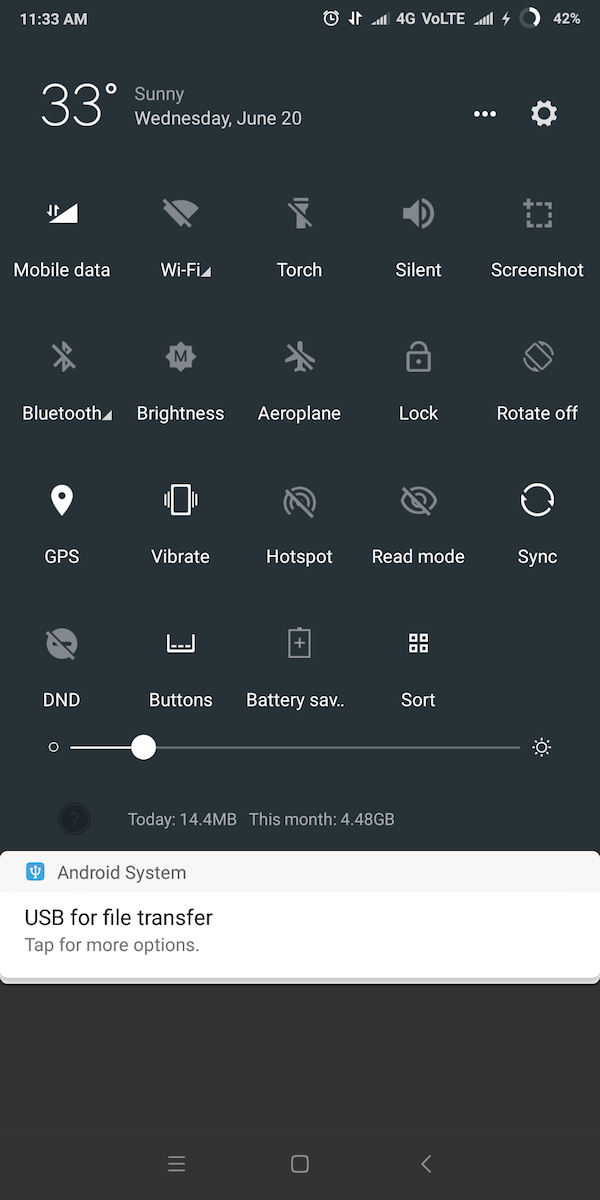 11:33 AM 4G VoLTE 42%
33° Sunny
Wednesday, June 20
Mobile data Wi-Fi Torch Silent Screenshot
M
Bluetooth Brightness Aeroplane Lock Rotate off
GPS Vibrate Hotspot Read mode Sync
DND Buttons Battery sav.. Sort
? Today: 14.4MB This month: 4.48GB
Android System
USB for file transfer
Tap for more options.